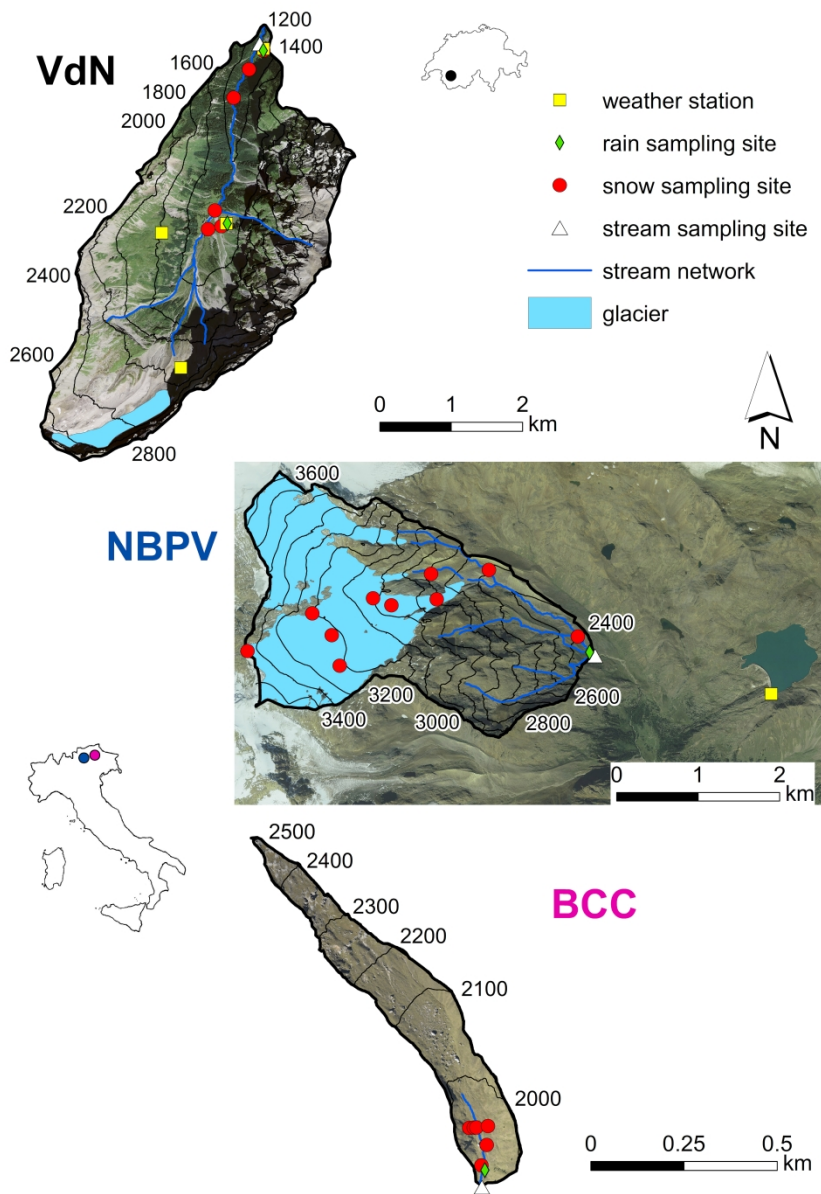 1200
VdN
1400
1600
1800
2000
2200
2400
2600
2800
weather station
rain sampling site
snow sampling site
stream sampling site
stream network
glacier
0 1 2
km
N
NBPV
3600
2400
2600
2800
3000
3200
3400
0 1 2
km
BCC
2500
2400
2300
2200
2100
2000
0 0.25 0.5
km